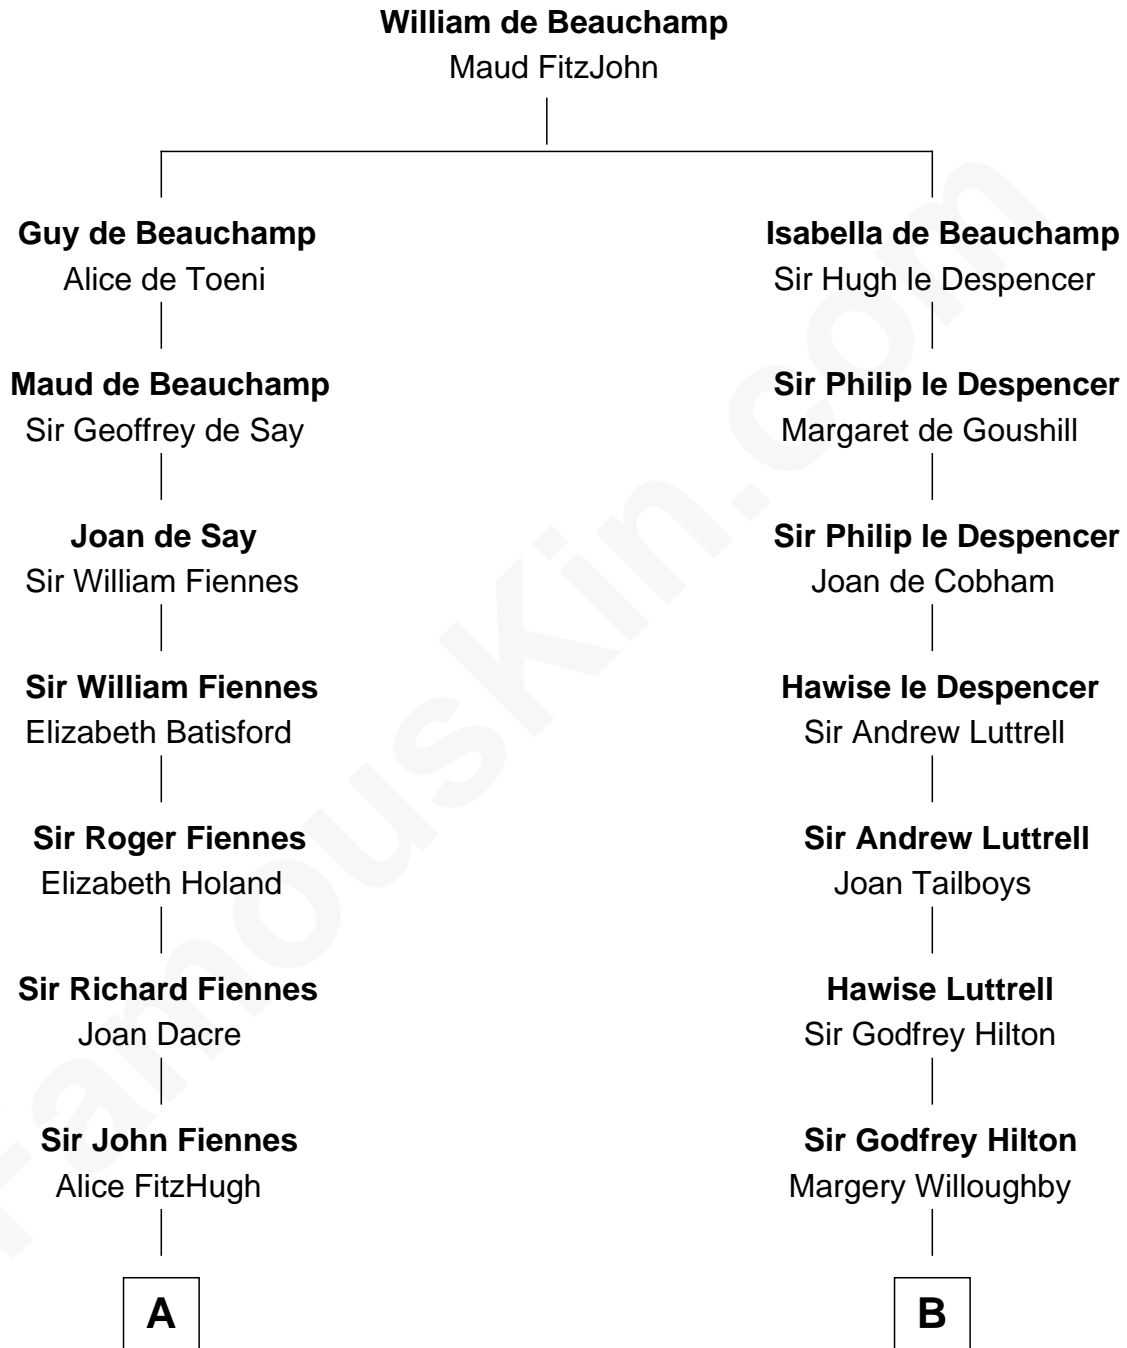 William de Beauchamp
Maud FitzJohn
Guy de Beauchamp
Alice de Toeni
Isabella de Beauchamp
Sir Hugh le Despencer
Maud de Beauchamp
Sir Geoffrey de Say
Sir Philip le Despencer
Margaret de Goushill
Joan de Say
Sir William Fiennes
Sir Philip le Despencer
Joan de Cobham
Sir William Fiennes
Elizabeth Batisford
Hawise le Despencer
Sir Andrew Luttrell
Sir Roger Fiennes
Elizabeth Holand
Sir Andrew Luttrell
Joan Tailboys
Sir Richard Fiennes
Joan Dacre
Hawise Luttrell
Sir Godfrey Hilton
Sir John Fiennes
Alice FitzHugh
Sir Godfrey Hilton
Margery Willoughby
A
B
FamousKin.com